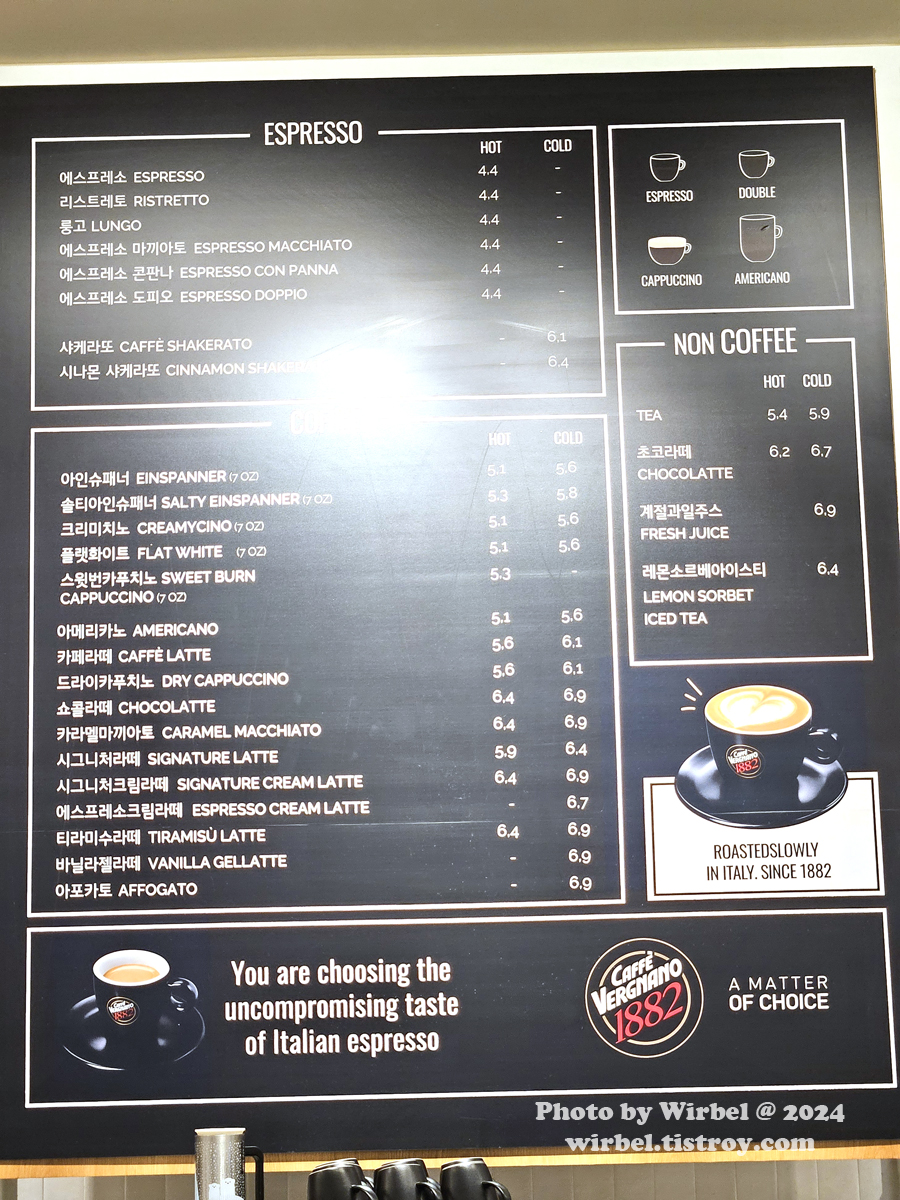 ESPRESSO
HOT COLD
에스프레소 ESPRESSO 4.4 -
리스트레토 RISTRETTO 4.4 -
룽고 LUNGO 4.4 -
에스프레소 마끼아토 ESPRESSO MACCHIATO 4.4 -
에스프레소 콘판나 ESPRESSO CON PANNA 4.4 -
에스프레소 도피오 ESPRESSO DOPPIO 4.4 -
샤케라또 CAFFÈ SHAKERATO - 6.1
시나몬 샤케라또 CINNAMON - 6.4
HOT COLD
아인슈패너 EINSPANNER (7 OZ) 5.1 5.6
솔티아인슈패너 SALTY EINSPANNER (7 OZ) 5.3 5.8
크리미치노 CREAMYCINO (7 OZ) 5.1 5.6
플랫화이트 FLAT WHITE (7 OZ) 5.1 5.6
스윗번카푸치노 SWEET BURN 5.3 -
CAPPUCCINO (7 OZ)
아메리카노 AMERICANO 5.1 5.6
카페라떼 CAFFÈ LATTE 5.6 6.1
드라이카푸치노 DRY CAPPUCCINO 5.6 6.1
쇼콜라떼 CHOCOLATTE 6.4 6.9
카라멜마끼아토 CARAMEL MACCHIATO 6.4 6.9
시그니처라떼 SIGNATURE LATTE 5.9 6.4
시그니처크림라떼 SIGNATURE CREAM LATTE 6.4 6.9
에스프레소크림라떼 ESPRESSO CREAM LATTE - 6.7
티라미수라떼 TIRAMISÙ LATTE 6.4 6.9
바닐라젤라떼 VANILLA GELLATTE - 6.9
아포카토 AFFOGATO - 6.9
ESPRESSO DOUBLE
CAPPUCCINO AMERICANO
NON COFFEE
HOT COLD
TEA 5.4 5.9
초코라떼 6.2 6.7
CHOCOLATTE
계절과일주스 6.9
FRESH JUICE
레몬소르베아이스티 6.4
LEMON SORBET
ICED TEA
Caffè
VERGNANO
1882
ROASTEDSLOWLY
IN ITALY. SINCE 1882
Caffè
VERGNANO
1882
You are choosing the
uncompromising taste
of Italian espresso
CAFFÈ
VERGNANO
1882
A MATTER
OF CHOICE
Photo by Wirbel @ 2024
wirbel.tistroy.com